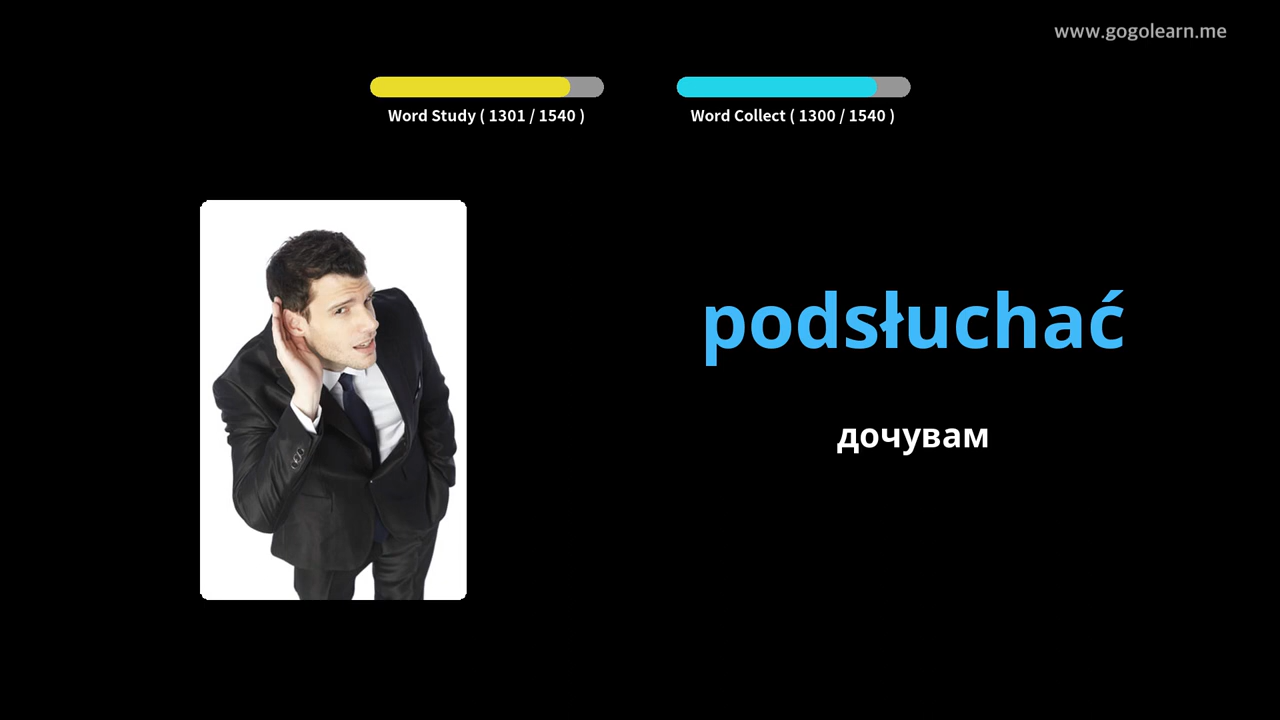 www.gogolearn.me
Word Study ( 1301 / 1540 )
Word Collect ( 1300 / 1540 )
podsłuchać
дочувам